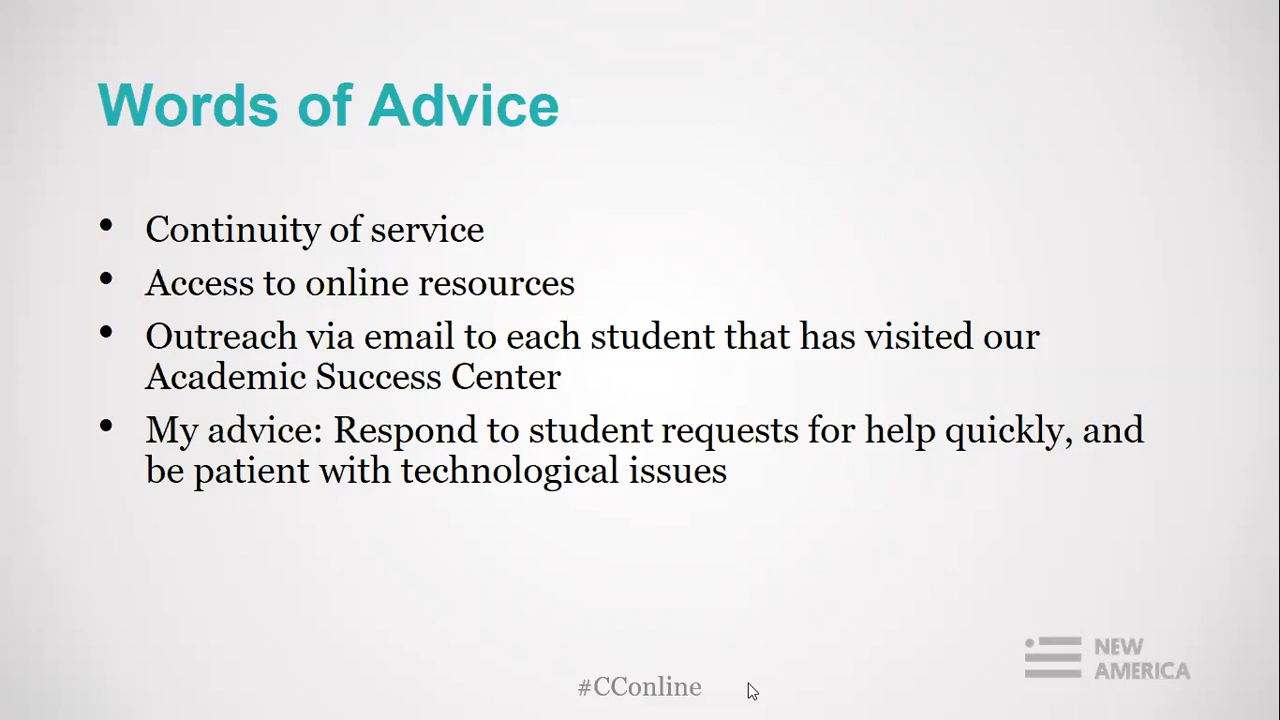 Words of Advice
• Continuity of service
• Access to online resources
• Outreach via email to each student that has visited our
Academic Success Center
• My advice: Respond to student requests for help quickly, and
be patient with technological issues
#CConline
NEW
AMERICA